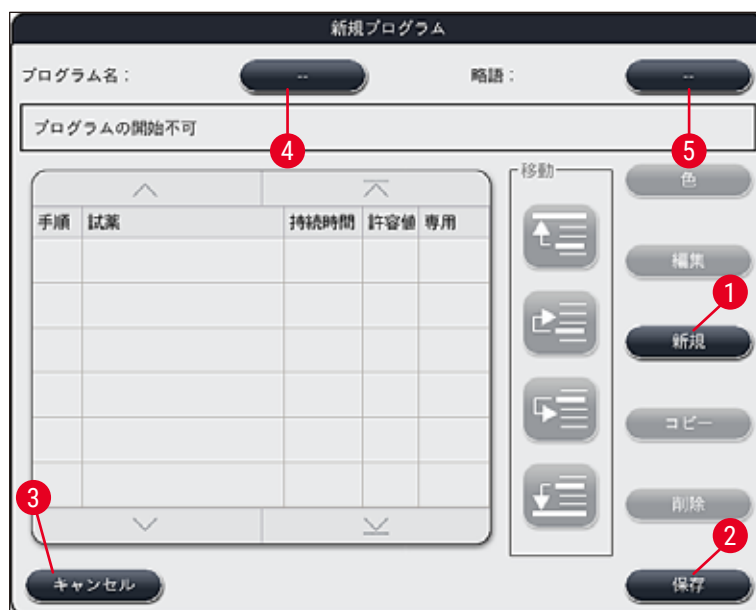 新規プログラム
プログラム名: -- 略語: --
4 5
プログラムの開始不可
移動 色
手順 試薬 持続時間 許容値 専用
編集
1
新規
コピー
3
削除
2
キャンセル 保存